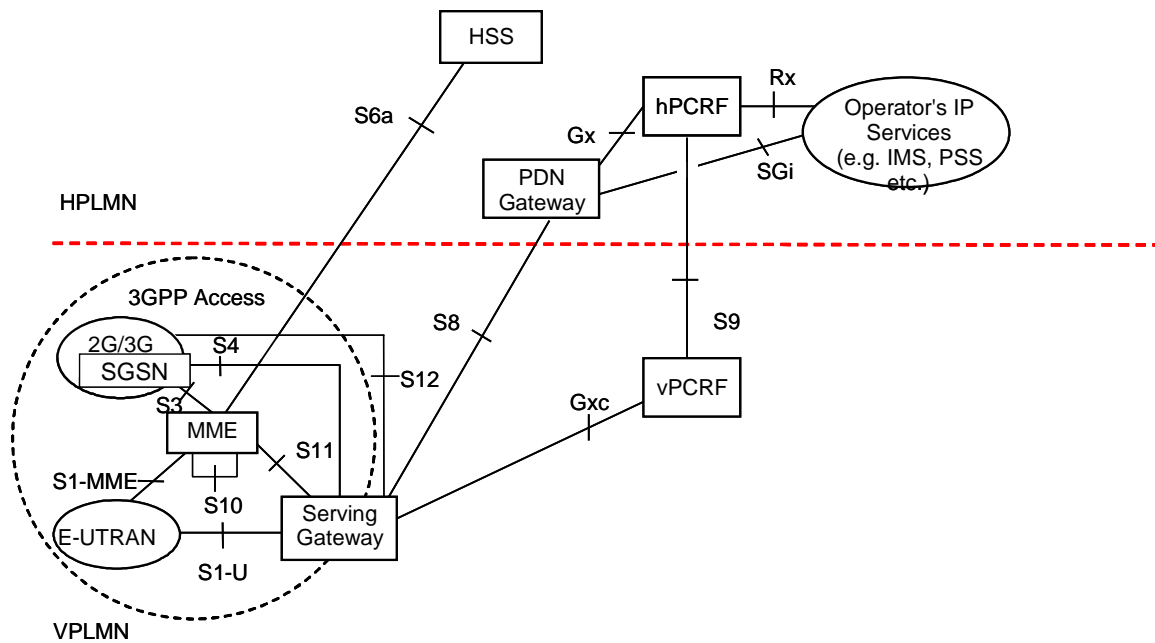 HSS
Rx
hPCRF
Operator's IP
Services
(e.g. IMS, PSS
etc.)
S6a
Gx
SGi
PDN
Gateway
HPLMN
3GPP Access
2G/3G
SGSN
S4
S8
S9
S12
S3
vPCRF
Gxc
MME
S11
S1-MME
S10
E-UTRAN
Serving
Gateway
S1-U
VPLMN